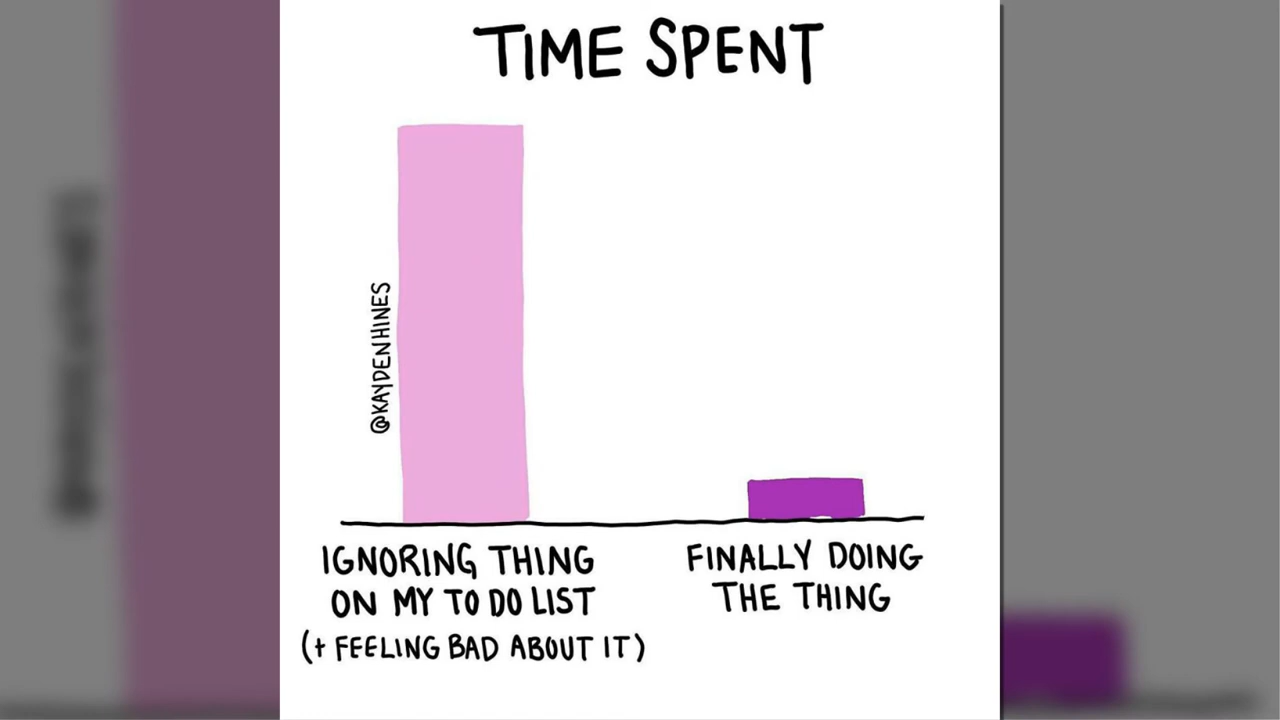 TIME SPENT
@KAYDENHINES
IGNORING THING
ON MY TO DO LIST
(+ FEELING BAD ABOUT IT)
FINALLY DOING
THE THING